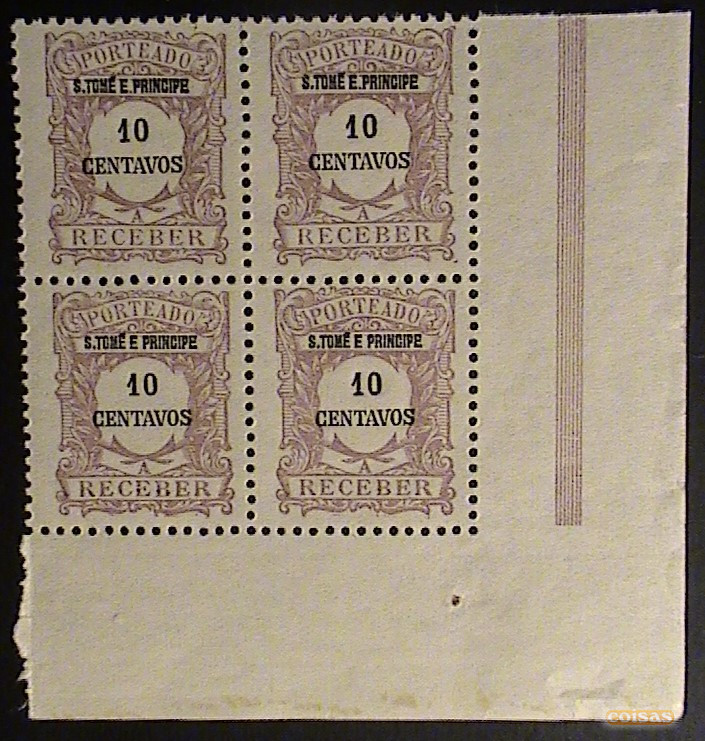 PORTEADO
S.TOMÉ E.PRINCIPE
10
CENTAVOS
A
RECEBER
PORTEADO
S.TOMÉ E.PRINCIPE
10
CENTAVOS
A
RECEBER
PORTEADO
S.TOMÉ E PRINCIPE
10
CENTAVOS
A
RECEBER
PORTEADO
S.TOMÉ E PRINCIPE
10
CENTAVOS
A
RECEBER
coisas